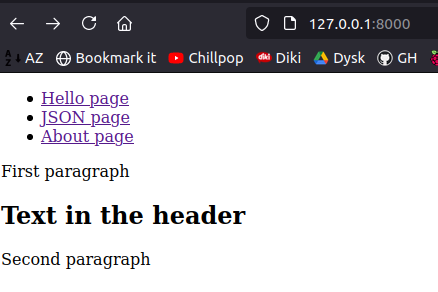 127.0.0.1:8000
AZ Bookmark it Chillpop diki Diki Dysk GH
Hello page
JSON page
About page
First paragraph
Text in the header
Second paragraph